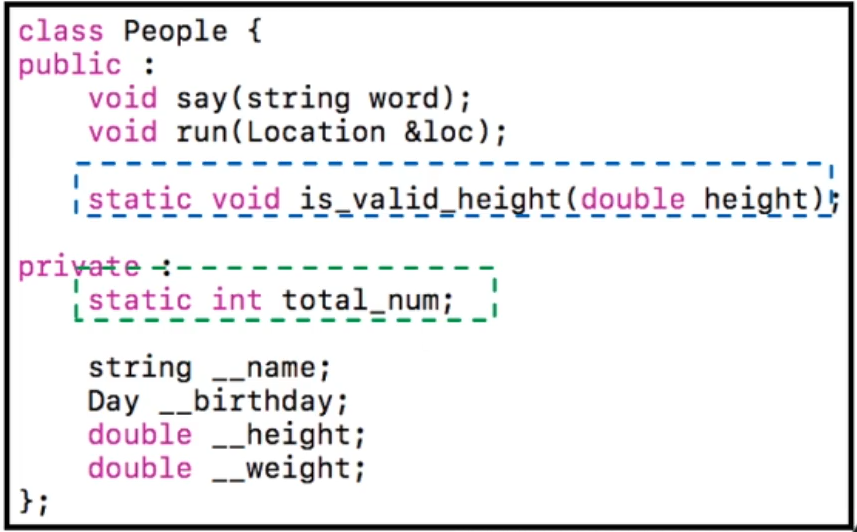 class People {
public :
    void say(string word);
    void run(Location &loc);
    static void is_valid_height(double height);
private :
    static int total_num;
    string __name;
    Day __birthday;
    double __height;
    double __weight;
};